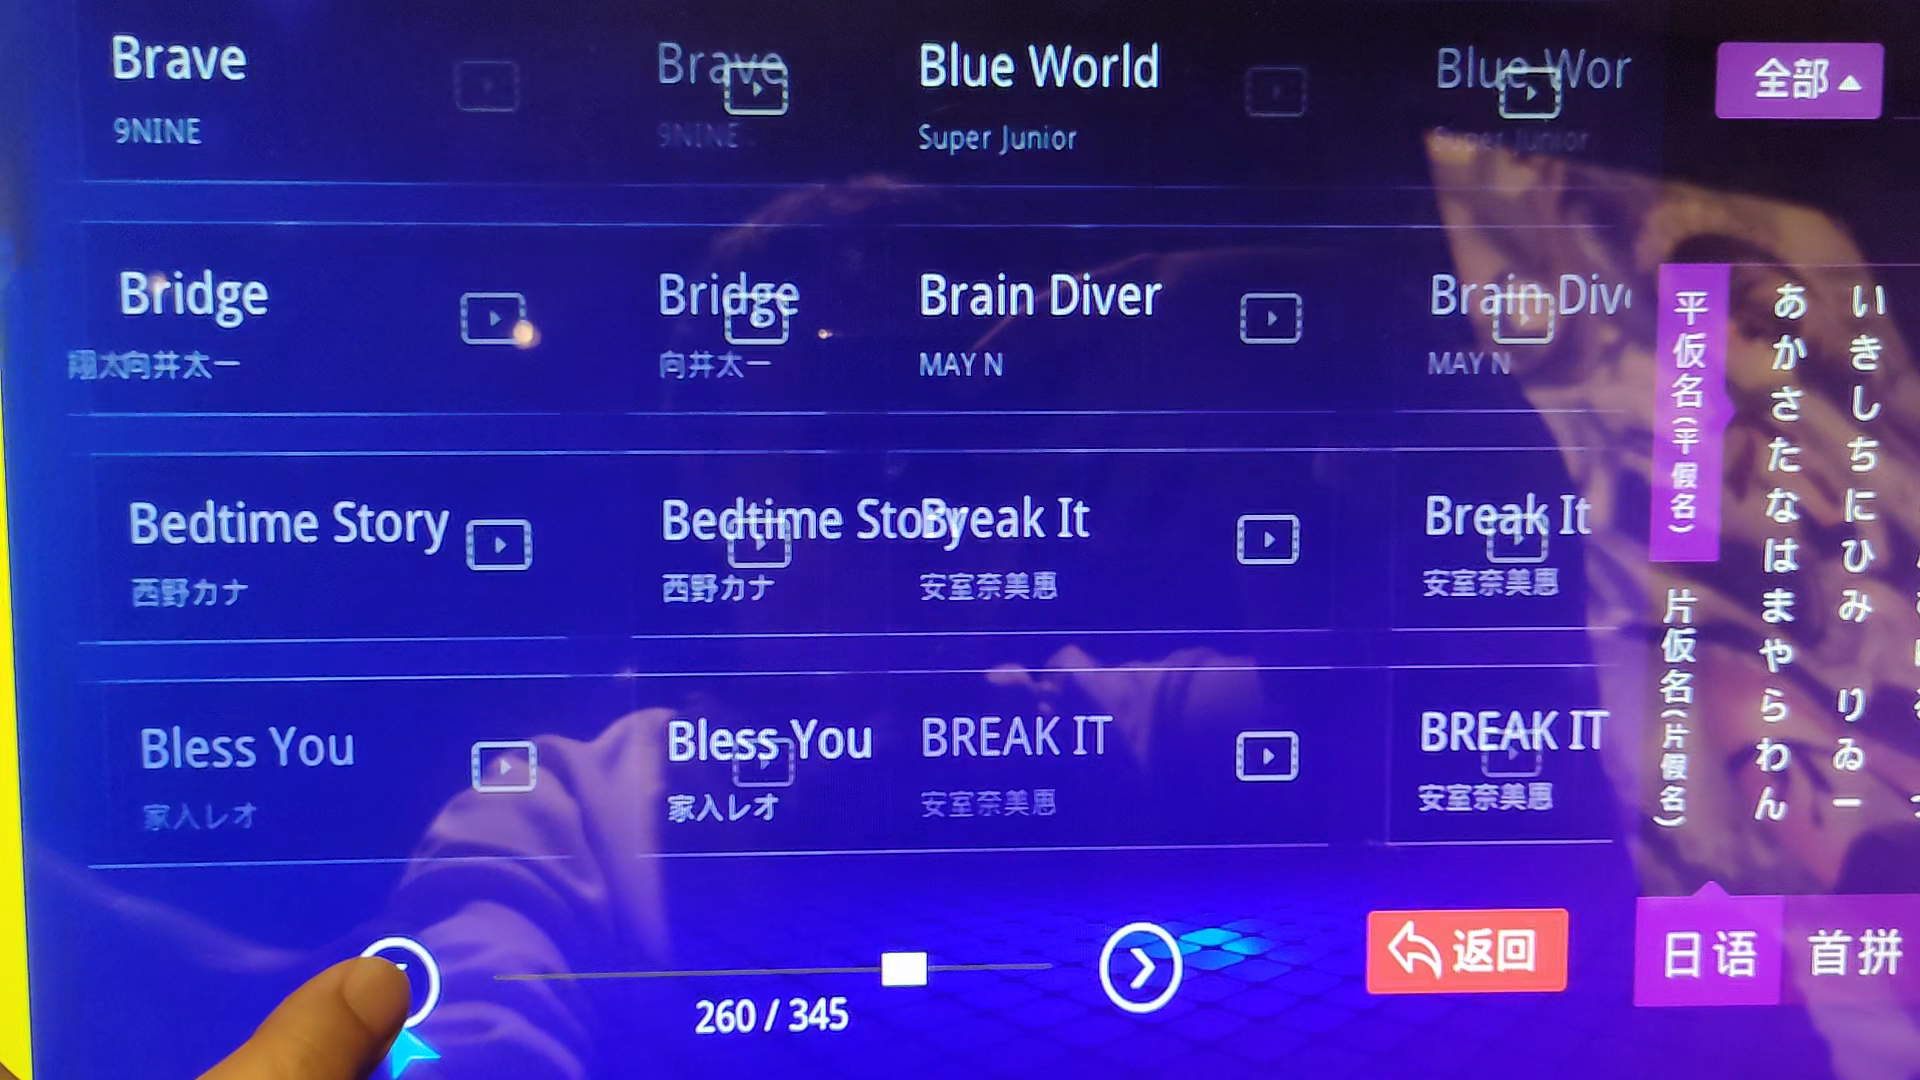 Brave
9NINE
Brave
9NINE
Blue World
Super Junior
Blue Wor
Super Junior
全部
Bridge
翔太向井太一
Bridge
向井太一
Brain Diver
MAY N
Brain Div
MAY N
Bedtime Story
西野カナ
Bedtime Story
西野カナ
Break It
安室奈美恵
Break It
安室奈美恵
Bless You
家入レオ
Bless You
家入レオ
BREAK IT
安室奈美恵
BREAK IT
安室奈美恵
平仮名(平假名)
片仮名(片假名)
あかさたなはまやらわん
いきしちにひみ りゐー
260 / 345
返回
日语
首拼